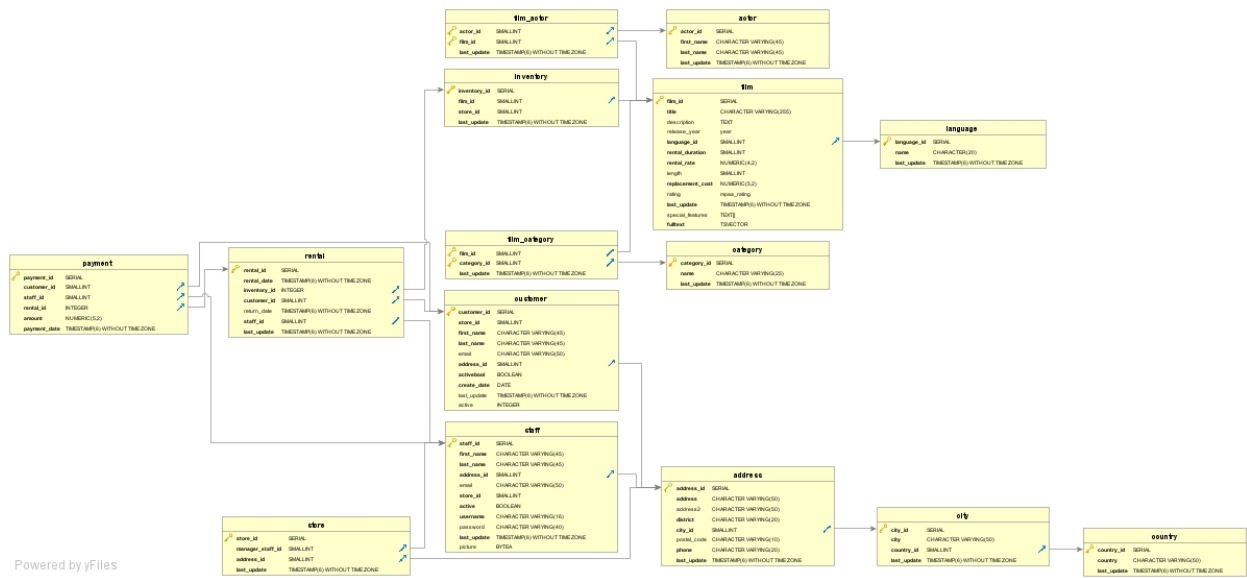 film_actor
actor_id SMALLINT
film_id SMALLINT
last_update TIMESTAMP(6) WITHOUT TIME ZONE
actor
actor_id SERIAL
first_name CHARACTER VARYING(45)
last_name CHARACTER VARYING(45)
last_update TIMESTAMP(6) WITHOUT TIME ZONE
inventory
inventory_id SERIAL
film_id SMALLINT
store_id SMALLINT
last_update TIMESTAMP(6) WITHOUT TIME ZONE
film
film_id SERIAL
title CHARACTER VARYING(255)
description TEXT
release_year year
language_id SMALLINT
rental_duration SMALLINT
rental_rate NUMERIC(4,2)
length SMALLINT
replacement_cost NUMERIC(5,2)
rating mpaa_rating
last_update TIMESTAMP(6) WITHOUT TIME ZONE
special_features TEXT[]
fulltext TSVECTOR
language
language_id SERIAL
name CHARACTER(20)
last_update TIMESTAMP(6) WITHOUT TIME ZONE
film_category
film_id SMALLINT
category_id SMALLINT
last_update TIMESTAMP(6) WITHOUT TIME ZONE
category
category_id SERIAL
name CHARACTER VARYING(25)
last_update TIMESTAMP(6) WITHOUT TIME ZONE
payment
payment_id SERIAL
customer_id SMALLINT
staff_id SMALLINT
rental_id INTEGER
amount NUMERIC(5,2)
payment_date TIMESTAMP(6) WITHOUT TIME ZONE
rental
rental_id SERIAL
rental_date TIMESTAMP(6) WITHOUT TIME ZONE
inventory_id INTEGER
customer_id SMALLINT
return_date TIMESTAMP(6) WITHOUT TIME ZONE
staff_id SMALLINT
last_update TIMESTAMP(6) WITHOUT TIME ZONE
customer
customer_id SERIAL
store_id SMALLINT
first_name CHARACTER VARYING(45)
last_name CHARACTER VARYING(45)
email CHARACTER VARYING(50)
address_id SMALLINT
activebool BOOLEAN
create_date DATE
last_update TIMESTAMP(6) WITHOUT TIME ZONE
active INTEGER
staff
staff_id SERIAL
first_name CHARACTER VARYING(45)
last_name CHARACTER VARYING(45)
address_id SMALLINT
email CHARACTER VARYING(50)
store_id SMALLINT
active BOOLEAN
username CHARACTER VARYING(16)
password CHARACTER VARYING(40)
last_update TIMESTAMP(6) WITHOUT TIME ZONE
picture BYTEA
store
store_id SERIAL
manager_staff_id SMALLINT
address_id SMALLINT
last_update TIMESTAMP(6) WITHOUT TIME ZONE
address
address_id SERIAL
address CHARACTER VARYING(50)
address2 CHARACTER VARYING(50)
district CHARACTER VARYING(20)
city_id SMALLINT
postal_code CHARACTER VARYING(10)
phone CHARACTER VARYING(20)
last_update TIMESTAMP(6) WITHOUT TIME ZONE
city
city_id SERIAL
city CHARACTER VARYING(50)
country_id SMALLINT
last_update TIMESTAMP(6) WITHOUT TIME ZONE
country
country_id SERIAL
country CHARACTER VARYING(50)
last_update TIMESTAMP(6) WITHOUT TIME ZONE
Powered by yFiles